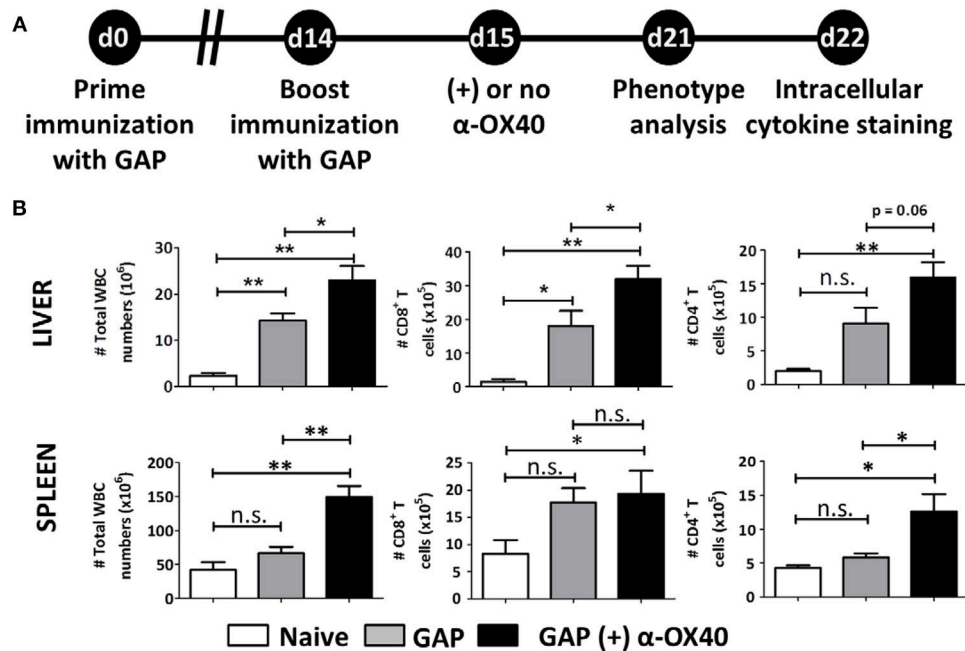 A
d0 d14 d15 d21 d22
Prime
immunization
with GAP
Boost
immunization
with GAP
(+) or no
α-OX40
Phenotype
analysis
Intracellular
cytokine staining
B
LIVER
# Total WBC
numbers (10⁶)
30
20
10
0
**
**
*
# CD8⁺ T
cells (x10⁵)
40
30
20
10
0
*
**
*
# CD4⁺ T
cells (x10⁵)
20
15
10
5
0
n.s.
**
p = 0.06
SPLEEN
# Total WBC
numbers (x10⁶)
200
150
100
50
0
n.s.
**
**
# CD8⁺ T
cells (x10⁵)
25
20
15
10
5
0
n.s.
*
n.s.
# CD4⁺ T
cells (x10⁵)
20
15
10
5
0
n.s.
*
*
Naive GAP GAP (+) α-OX40